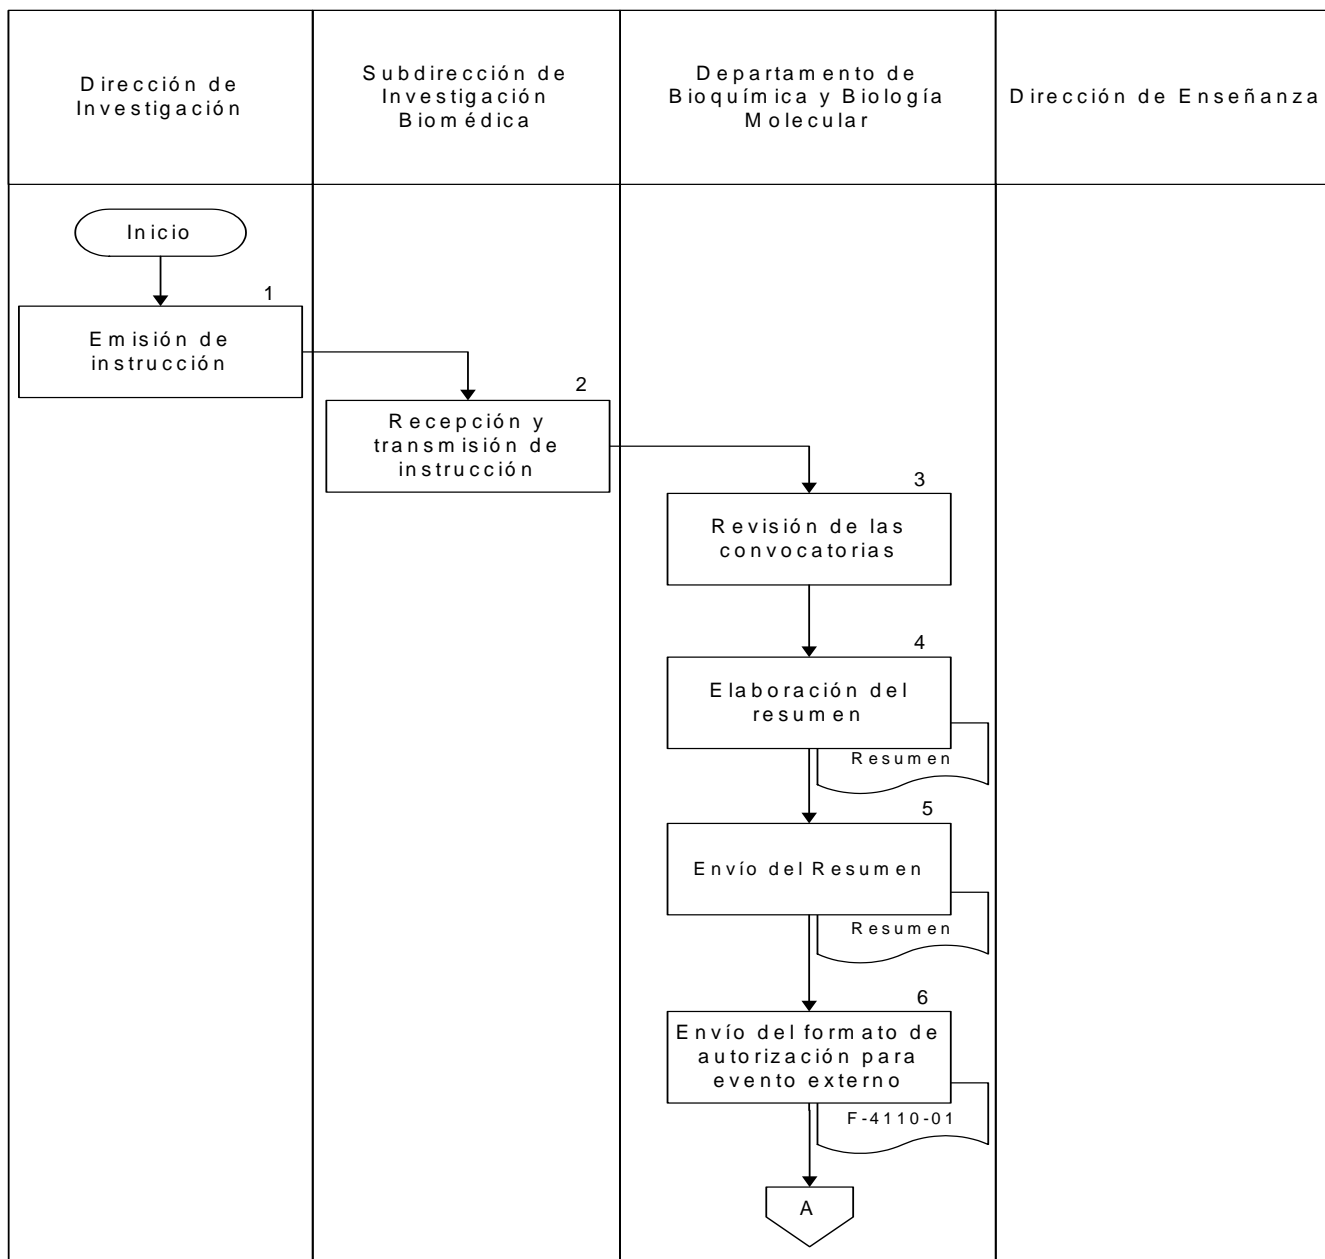 Dirección de
Investigación
Subdirección de
Investigación
Biomédica
Departamento de
Bioquímica y Biología
Molecular
Dirección de Enseñanza
Inicio
1
Emisión de
instrucción
2
Recepción y
transmisión de
instrucción
3
Revisión de las
convocatorias
4
Elaboración del
resumen
Resumen
5
Envío del Resumen
Resumen
6
Envío del formato de
autorización para
evento externo
F-4110-01
A